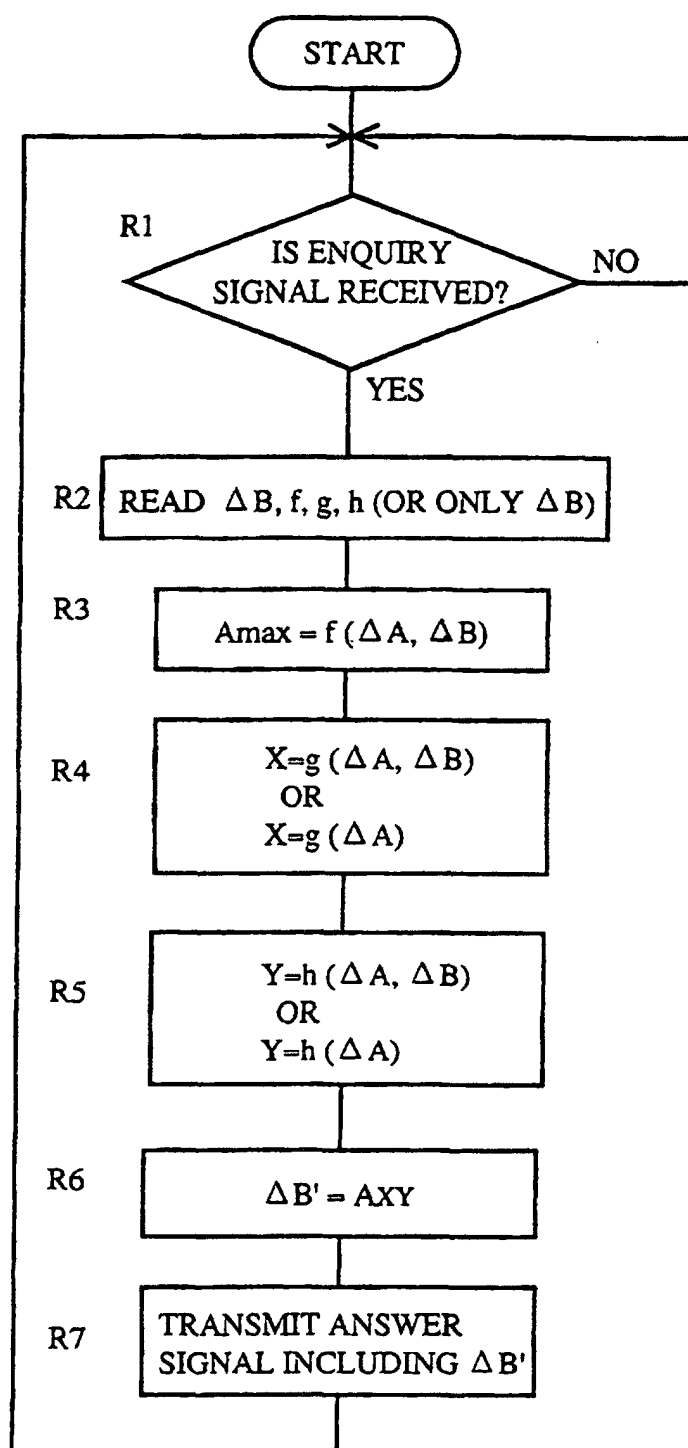 START
R1
IS ENQUIRY
SIGNAL RECEIVED?
NO
YES
R2
READ ΔB, f, g, h (OR ONLY ΔB)
R3
Amax = f (ΔA, ΔB)
R4
X=g (ΔA, ΔB)
OR
X=g (ΔA)
R5
Y=h (ΔA, ΔB)
OR
Y=h (ΔA)
R6
ΔB' = AXY
R7
TRANSMIT ANSWER
SIGNAL INCLUDING ΔB'